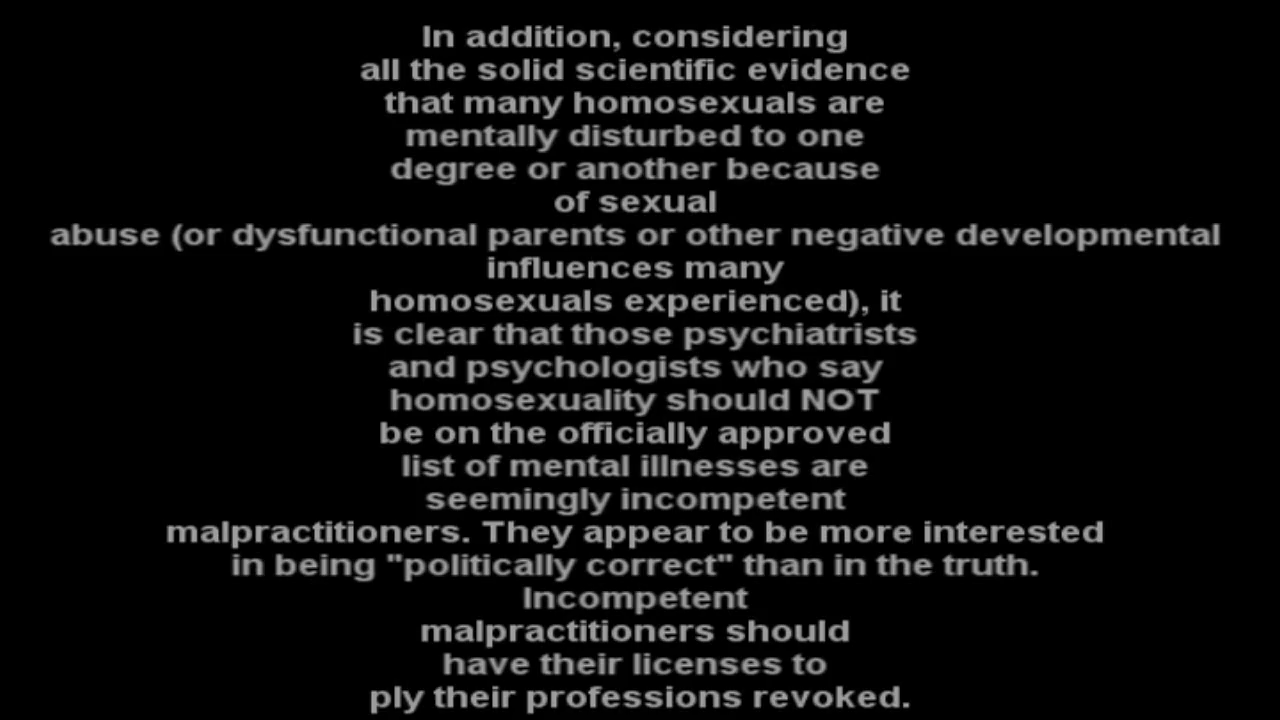 In addition, considering
all the solid scientific evidence
that many homosexuals are
mentally disturbed to one
degree or another because
of sexual
abuse (or dysfunctional parents or other negative developmental
influences many
homosexuals experienced), it
is clear that those psychiatrists
and psychologists who say
homosexuality should NOT
be on the officially approved
list of mental illnesses are
seemingly incompetent
malpractitioners. They appear to be more interested
in being "politically correct" than in the truth.
Incompetent
malpractitioners should
have their licenses to
ply their professions revoked.